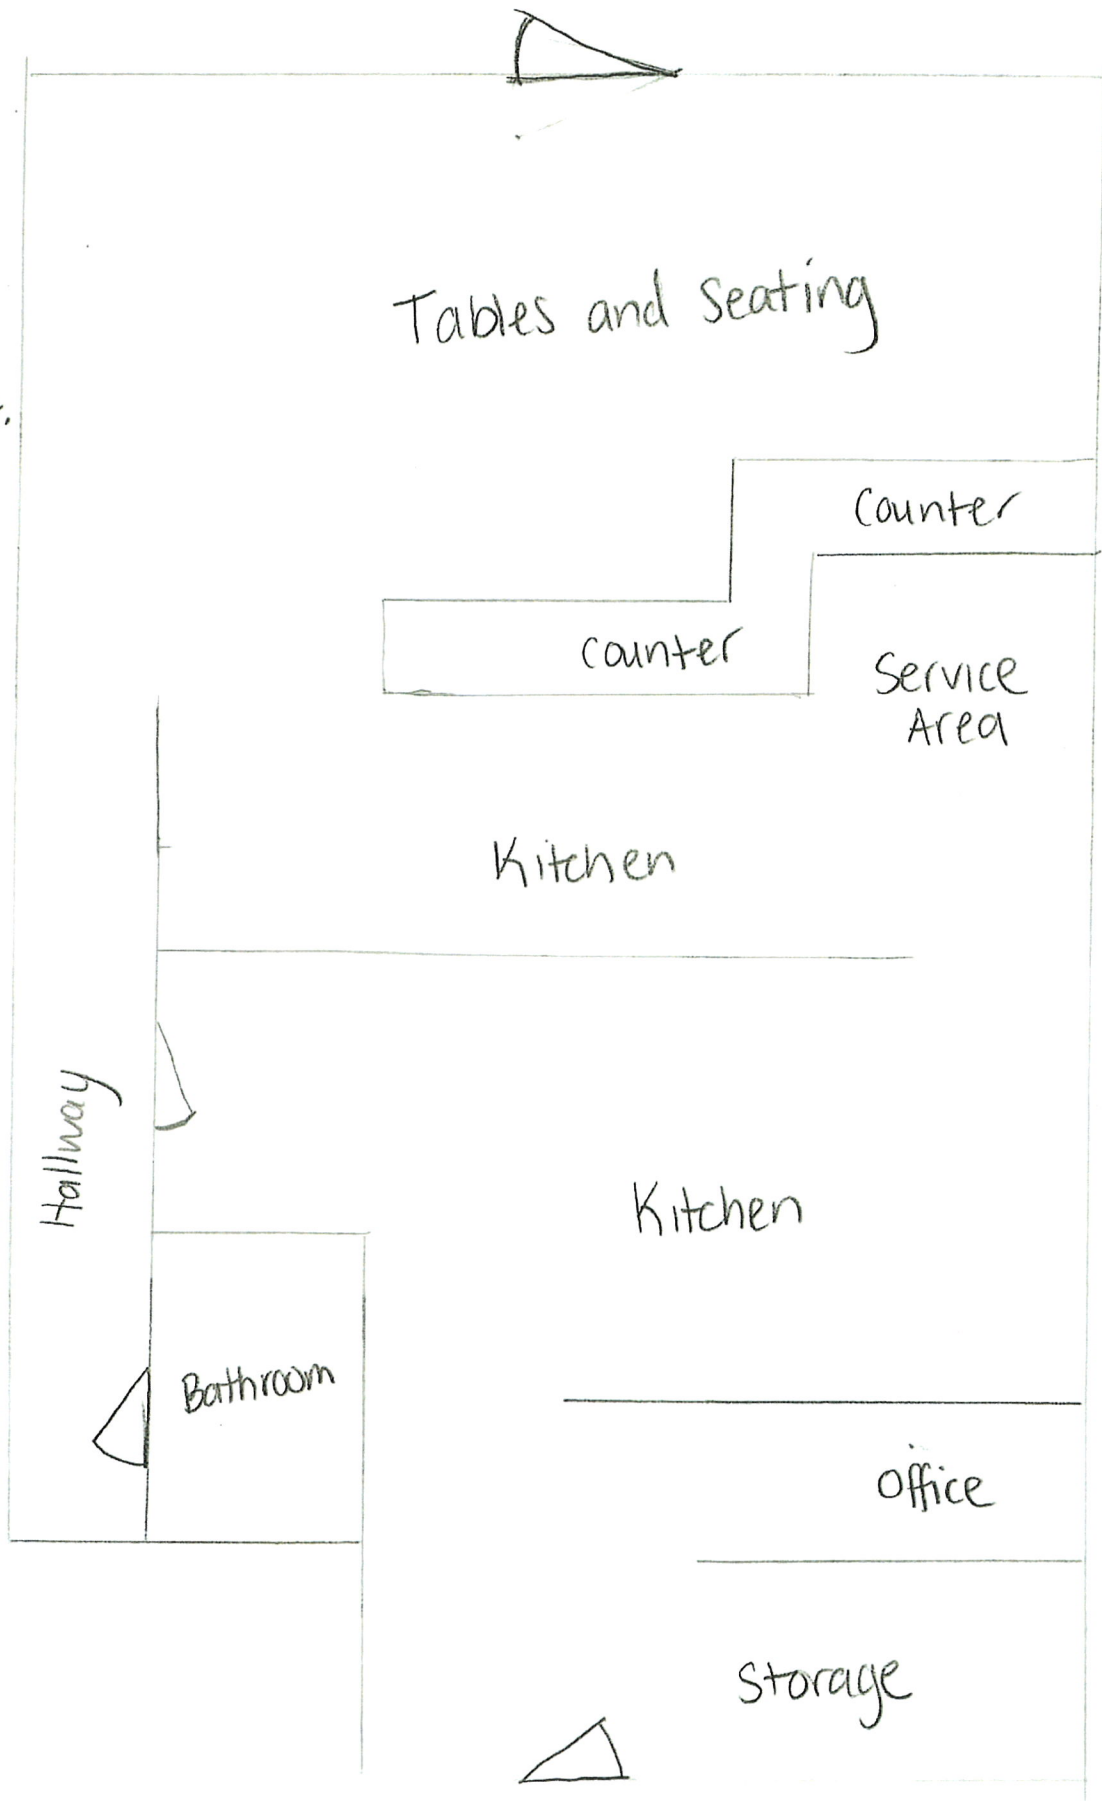 Tables and seating
Counter
counter
Service
Area
Kitchen
Hallway
Kitchen
Bathroom
Office
Storage